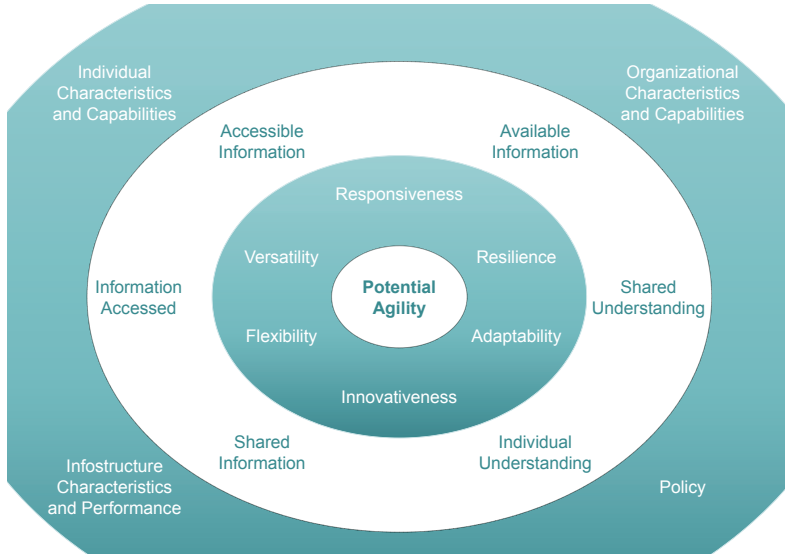 Individual
Characteristics
and Capabilities
Organizational
Characteristics
and Capabilities
Accessible
Information
Available
Information
Responsiveness
Versatility
Resilience
Information
Accessed
Potential
Agility
Shared
Understanding
Flexibility
Adaptability
Innovativeness
Shared
Information
Individual
Understanding
Infostructure
Characteristics
and Performance
Policy